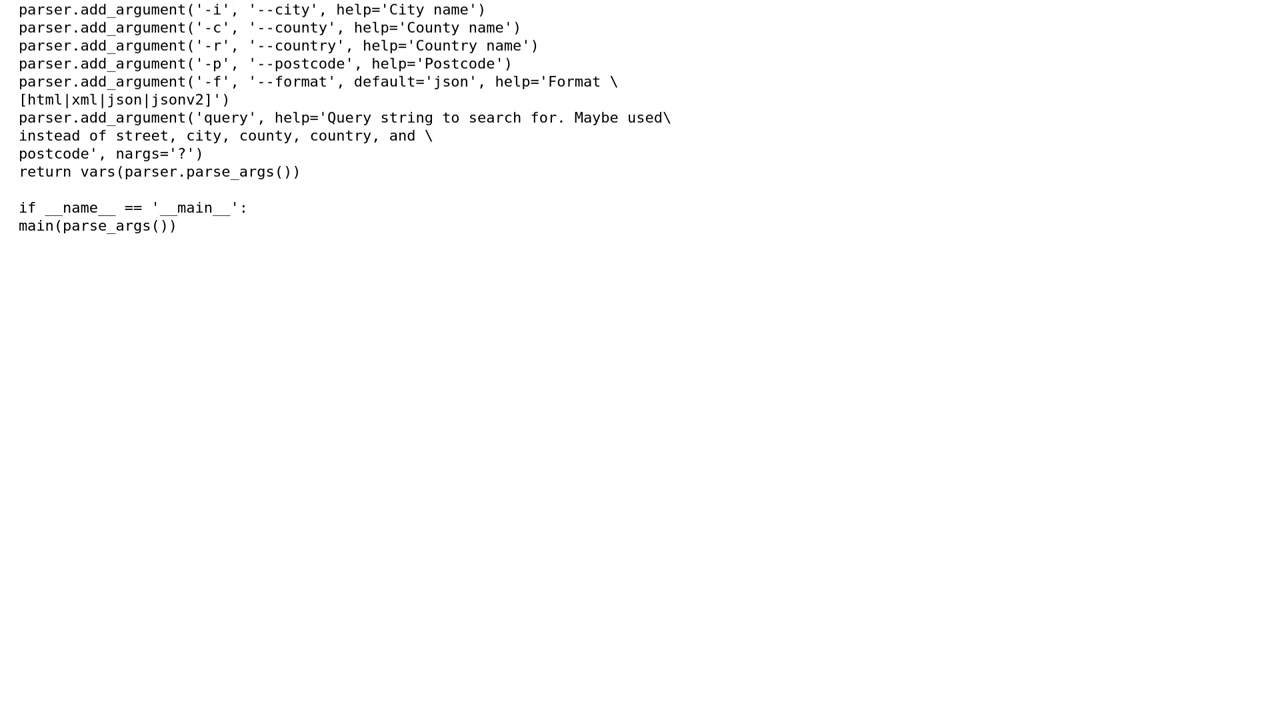 parser.add_argument('-i', '--city', help='City name')
parser.add_argument('-c', '--county', help='County name')
parser.add_argument('-r', '--country', help='Country name')
parser.add_argument('-p', '--postcode', help='Postcode')
parser.add_argument('-f', '--format', default='json', help='Format \
[html|xml|json|jsonv2]')
parser.add_argument('query', help='Query string to search for. Maybe used\
instead of street, city, county, country, and \
postcode', nargs='?')
return vars(parser.parse_args())

if __name__ == '__main__':
main(parse_args())